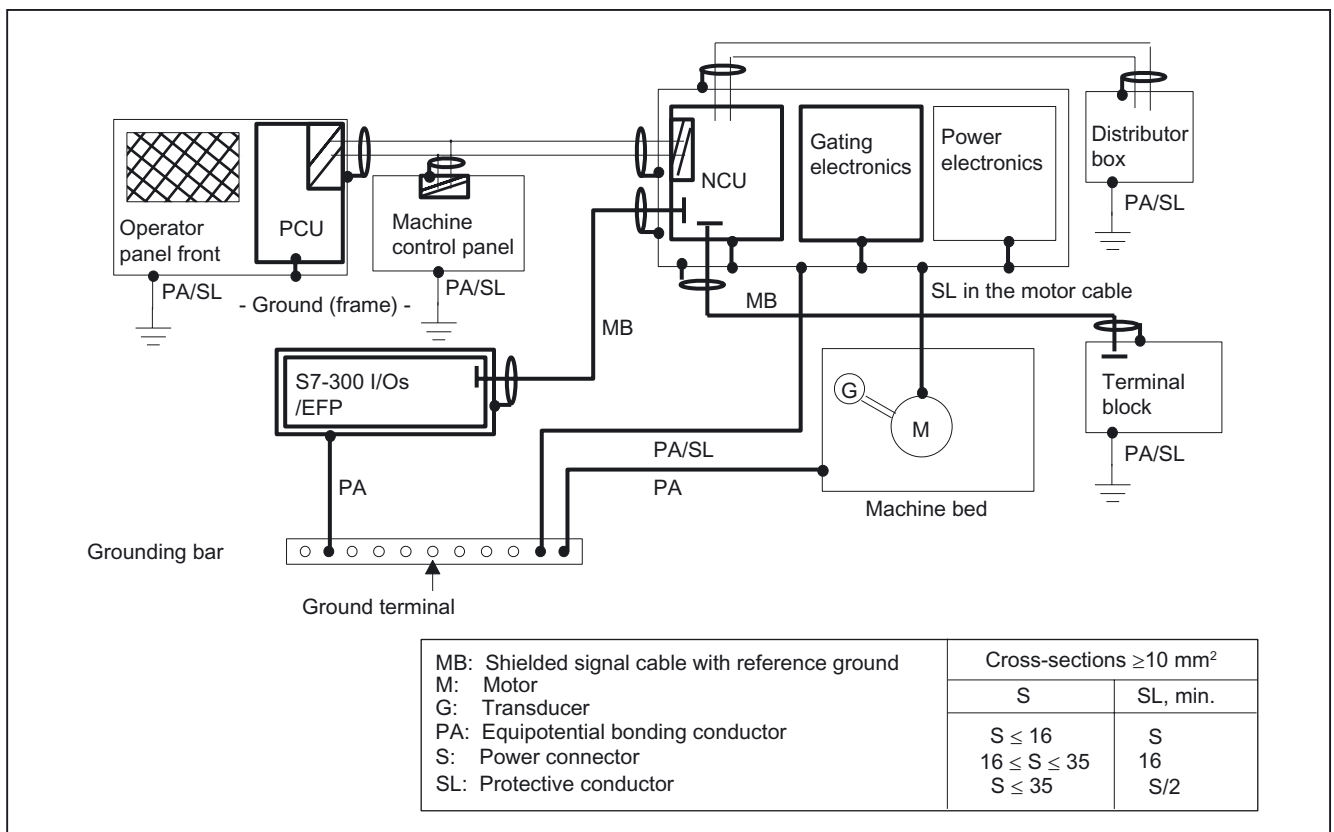 Operator
panel front
PCU
PA/SL
- Ground (frame) -
Machine
control panel
PA/SL
NCU
Gating
electronics
Power
electronics
Distributor
box
PA/SL
SL in the motor cable
MB
MB
S7-300 I/Os
/EFP
G
M
Machine bed
Terminal
block
PA/SL
PA/SL
PA
PA
Grounding bar
Ground terminal
MB: Shielded signal cable with reference ground
M: Motor
G: Transducer
PA: Equipotential bonding conductor
S: Power connector
SL: Protective conductor
Cross-sections ≥10 mm²
S SL, min.
S ≤ 16 S
16 ≤ S ≤ 35 16
S ≤ 35 S/2